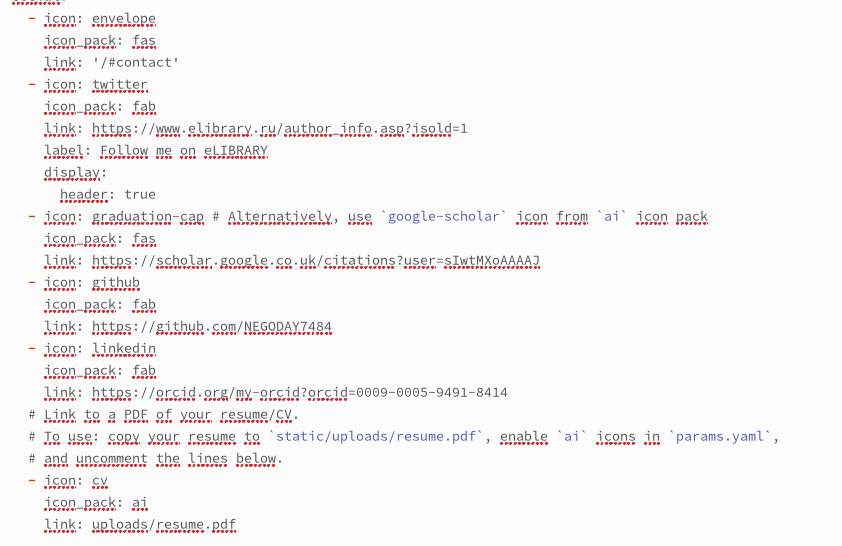 - icon: envelope
icon_pack: fas
link: '/#contact'
- icon: twitter
icon_pack: fab
link: https://www.elibrary.ru/author_info.asp?isold=1
label: Follow me on eLIBRARY
display:
header: true
- icon: graduation-cap # Alternatively, use `google-scholar` icon from `ai` icon pack
icon_pack: fas
link: https://scholar.google.co.uk/citations?user=sIwtMXoAAAAJ
- icon: github
icon_pack: fab
link: https://github.com/NEGODAY7484
- icon: linkedin
icon_pack: fab
link: https://orcid.org/my-orcid?orcid=0009-0005-9491-8414
# Link to a PDF of your resume/CV.
# To use: copy your resume to `static/uploads/resume.pdf`, enable `ai` icons in `params.yaml`,
# and uncomment the lines below.
- icon: cv
icon_pack: ai
link: uploads/resume.pdf